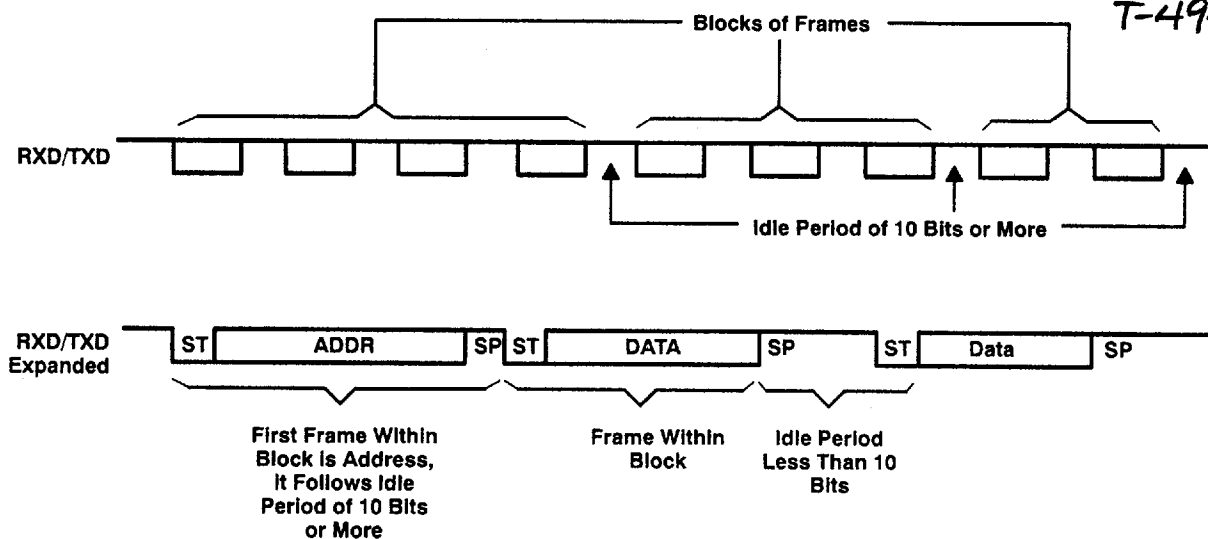 T-49
Blocks of Frames
RXD/TXD
Idle Period of 10 Bits or More
RXD/TXD
Expanded
ST ADDR SP ST DATA SP ST Data SP
First Frame Within
Block is Address,
it Follows Idle
Period of 10 Bits
or More
Frame Within
Block
Idle Period
Less Than 10
Bits